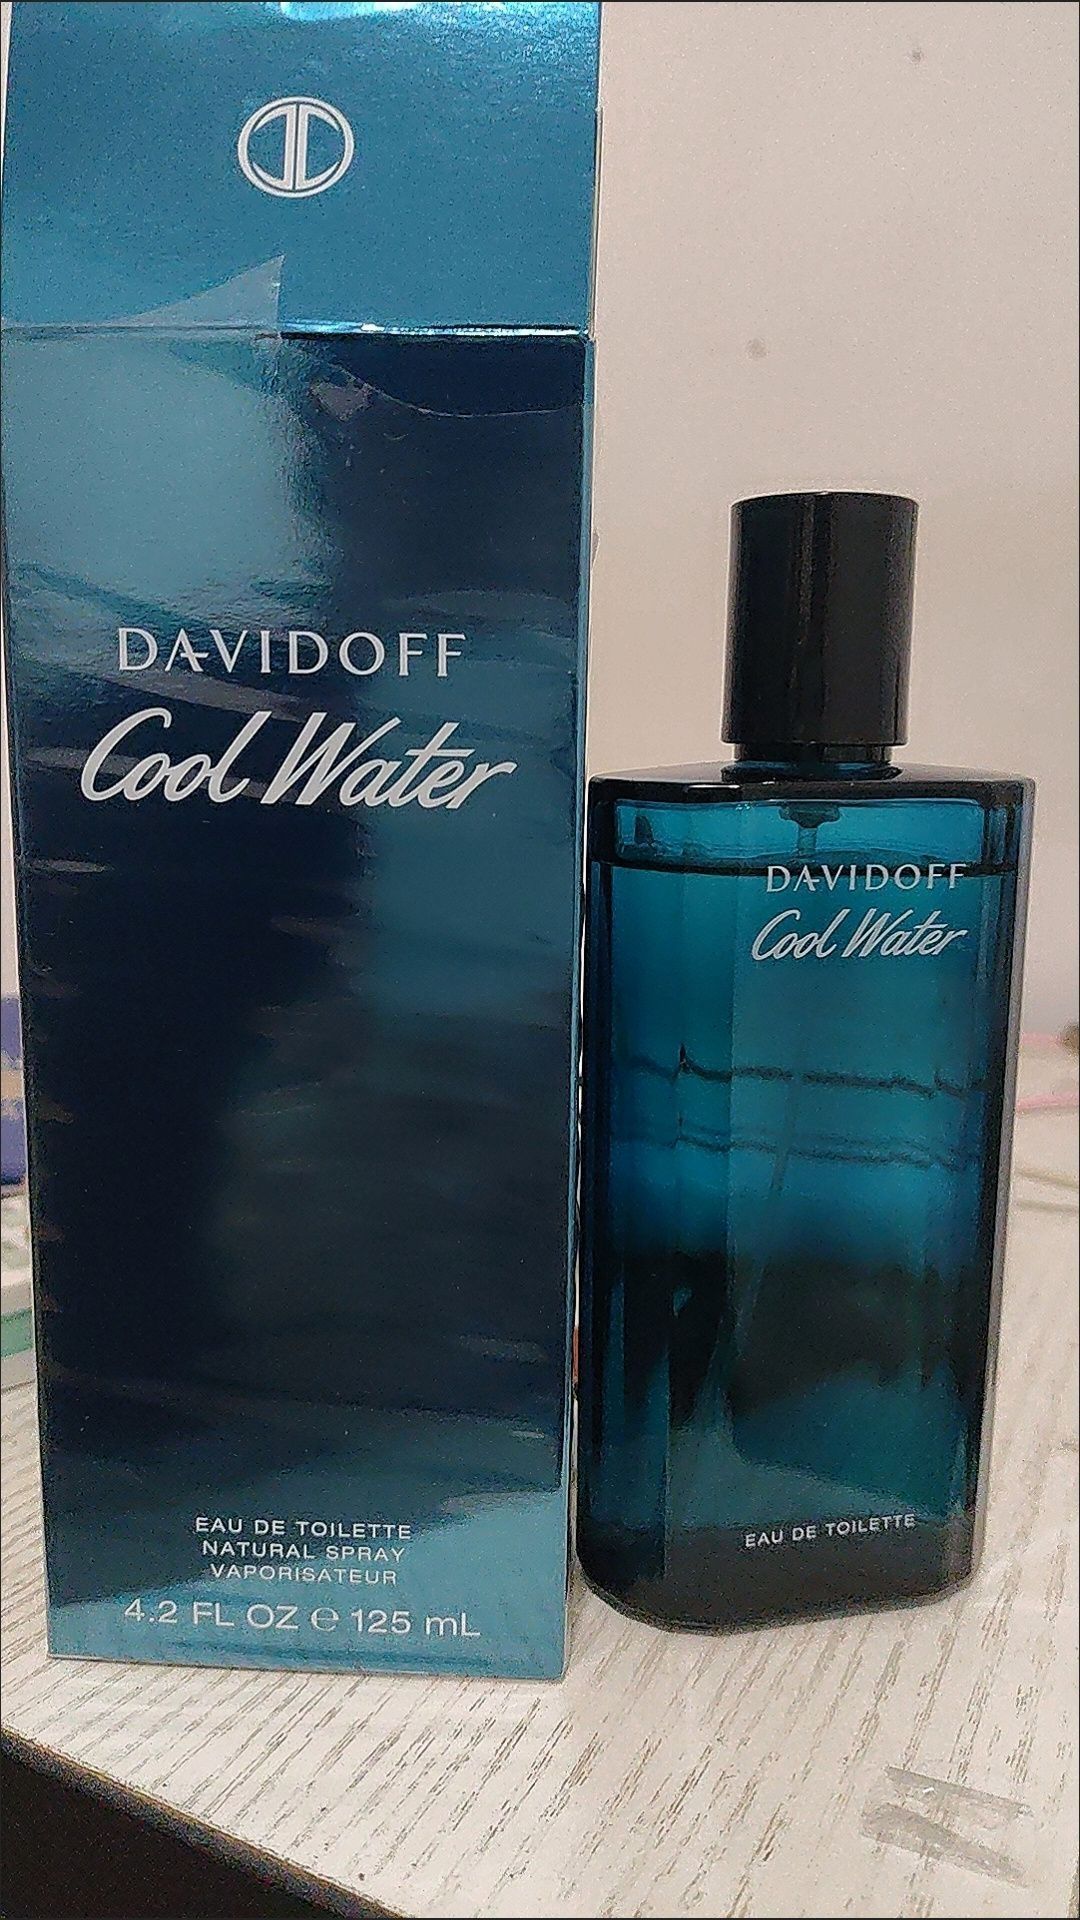 DAVIDOFF
Cool Water
EAU DE TOILETTE
NATURAL SPRAY
VAPORISATEUR
4.2 FL OZ ℮ 125 mL
DAVIDOFF
Cool Water
EAU DE TOILETTE